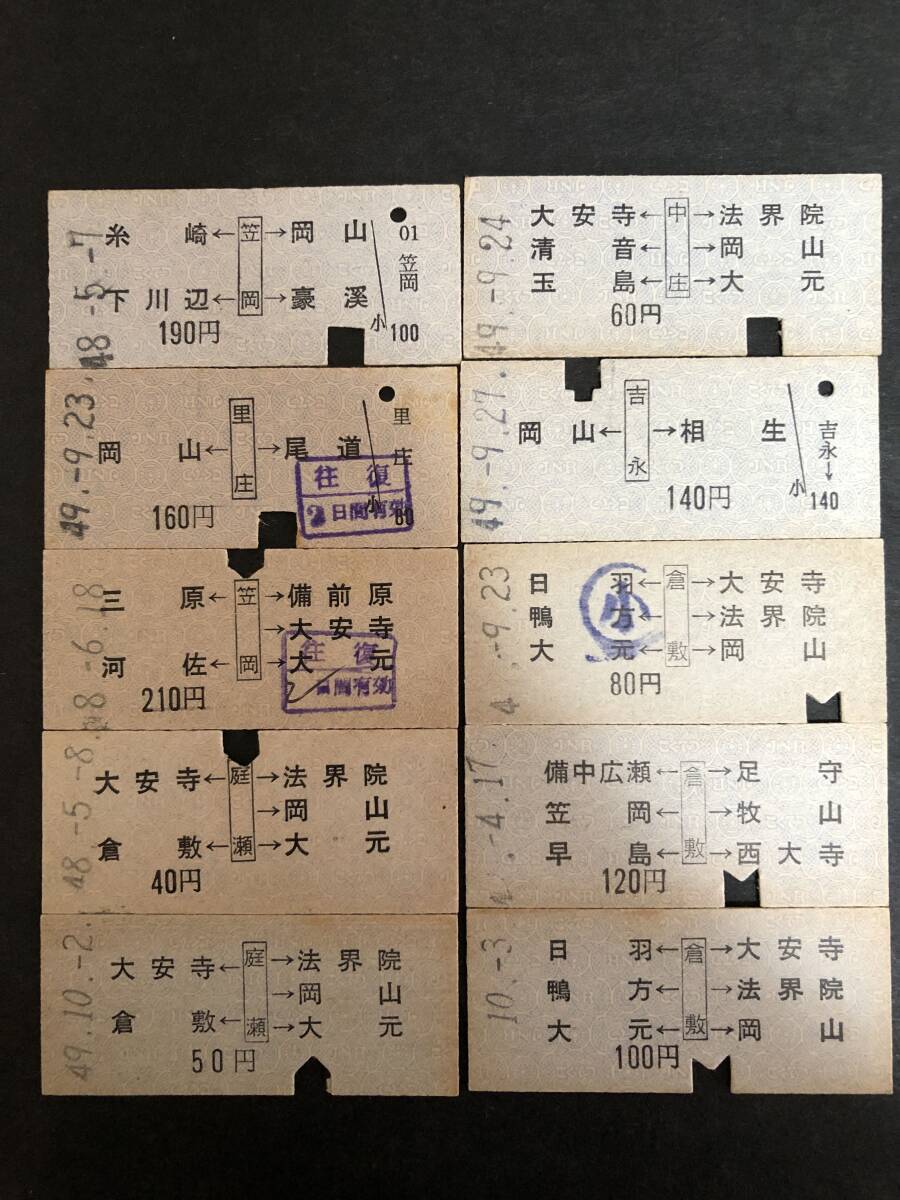 48-5.-7
糸崎←笠岡→岡山
下川辺←→豪溪
190円
小 100
01 笠岡
49.-9.24
大安寺←中庄→法界院
清音←→岡山
玉島←→大元
60円
49.-9.23.
岡山←里庄→尾道
160円
小 80
里庄
往復
2日間有効
49.-9.27.
岡山←吉永→相生
140円
小 140
吉永→
48-6.18
三原←笠岡→備前原
→大安寺
河佐←→大元
210円
往復
2日間有効
4 -9.23
日羽←倉敷→大安寺
鴨方←→法界院
大元←→岡山
80円
小
48-5-8.
大安寺←庭瀬→法界院
→岡山
倉敷←→大元
40円
-4.17
備中広瀬←倉敷→足守
笠岡←→牧山
早島←→西大寺
120円
49.10.-2.
大安寺←庭瀬→法界院
→岡山
倉敷←→大元
50円
10.-3
日羽←倉敷→大安寺
鴨方←→法界院
大元←→岡山
100円